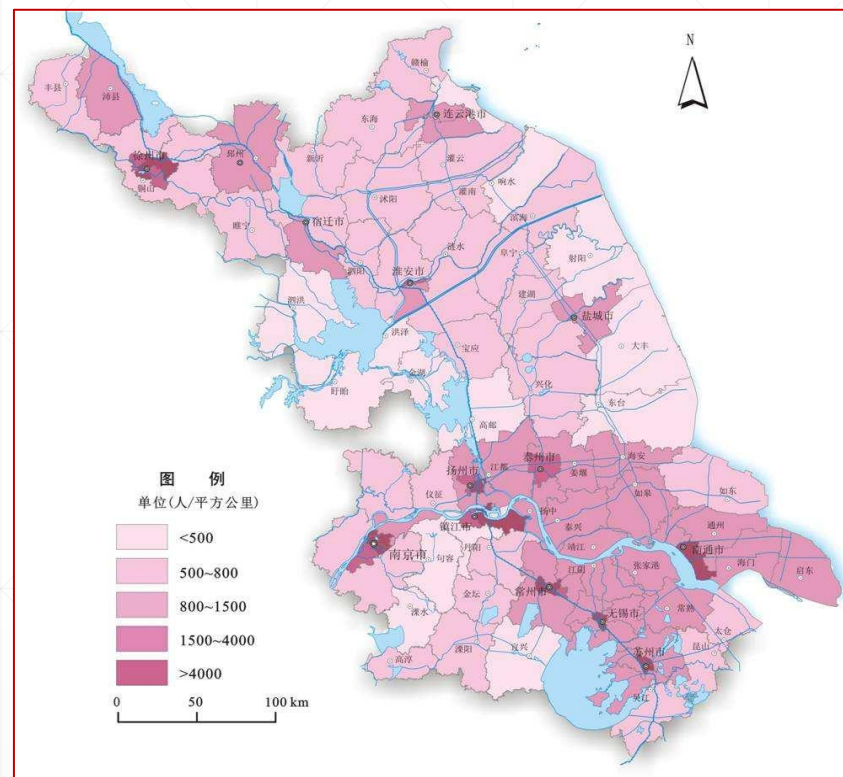 N
赣榆
丰县
沛县
连云港市
东海
徐州市
邳州
新沂
灌云
铜山
响水
沭阳
灌南
睢宁
宿迁市
滨海
涟水
阜宁
射阳
泗阳
淮安市
建湖
泗洪
盐城市
洪泽
宝应
大丰
金湖
盱眙
兴化
东台
高邮
图 例
单位(人/平方公里)
<500
500~800
800~1500
1500~4000
>4000
0 50 100 km
扬州市
江都
泰州市
姜堰
海安
仪征
如皋
如东
镇江市
扬中
泰兴
通州
南京市
句容
丹阳
靖江
南通市
海门
启东
江阴
张家港
常州市
金坛
溧水
无锡市
常熟
太仓
高淳
溧阳
宜兴
苏州市
昆山
吴江